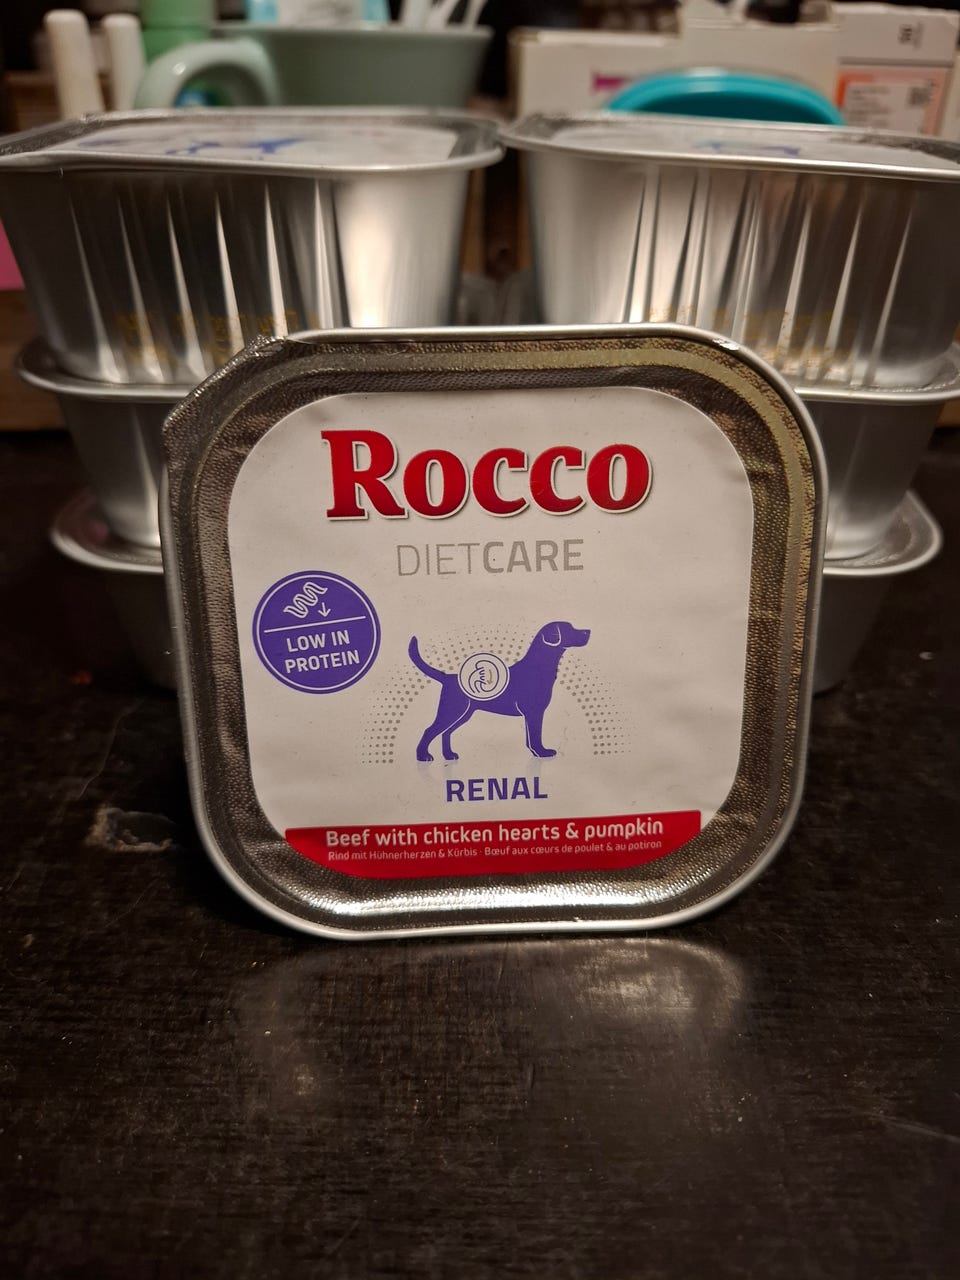 Rocco
DIETCARE
LOW IN
PROTEIN
RENAL
Beef with chicken hearts & pumpkin
Rind mit Hühnerherzen & Kürbis · Bœuf aux cœurs de poulet & au potiron